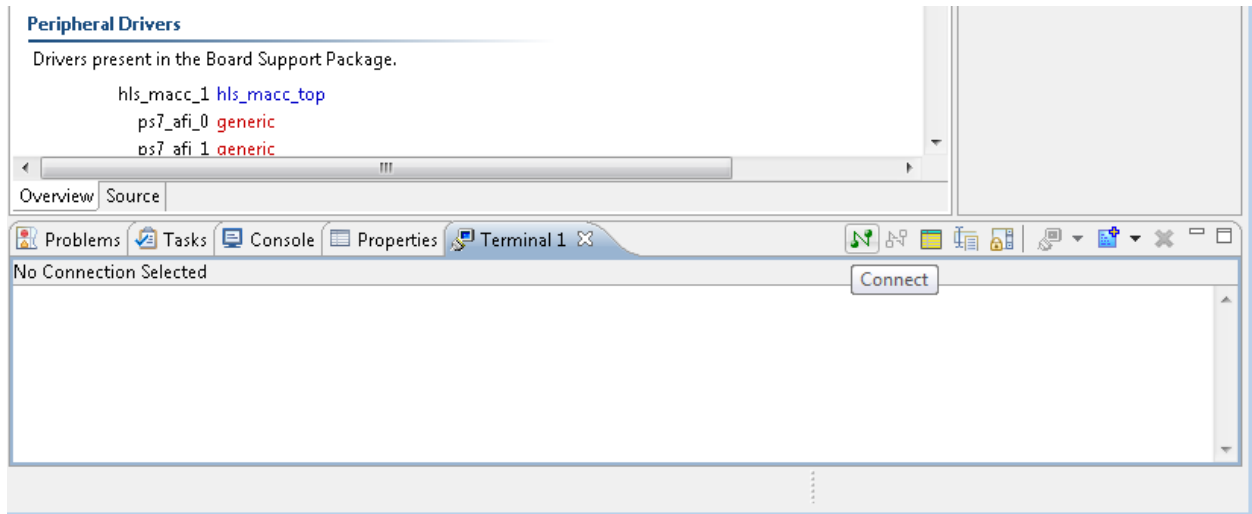 Peripheral Drivers
Drivers present in the Board Support Package.
hls_macc_1 hls_macc_top
ps7_afi_0 generic
ps7_afi_1 generic
Overview Source
Problems Tasks Console Properties Terminal 1
No Connection Selected
Connect